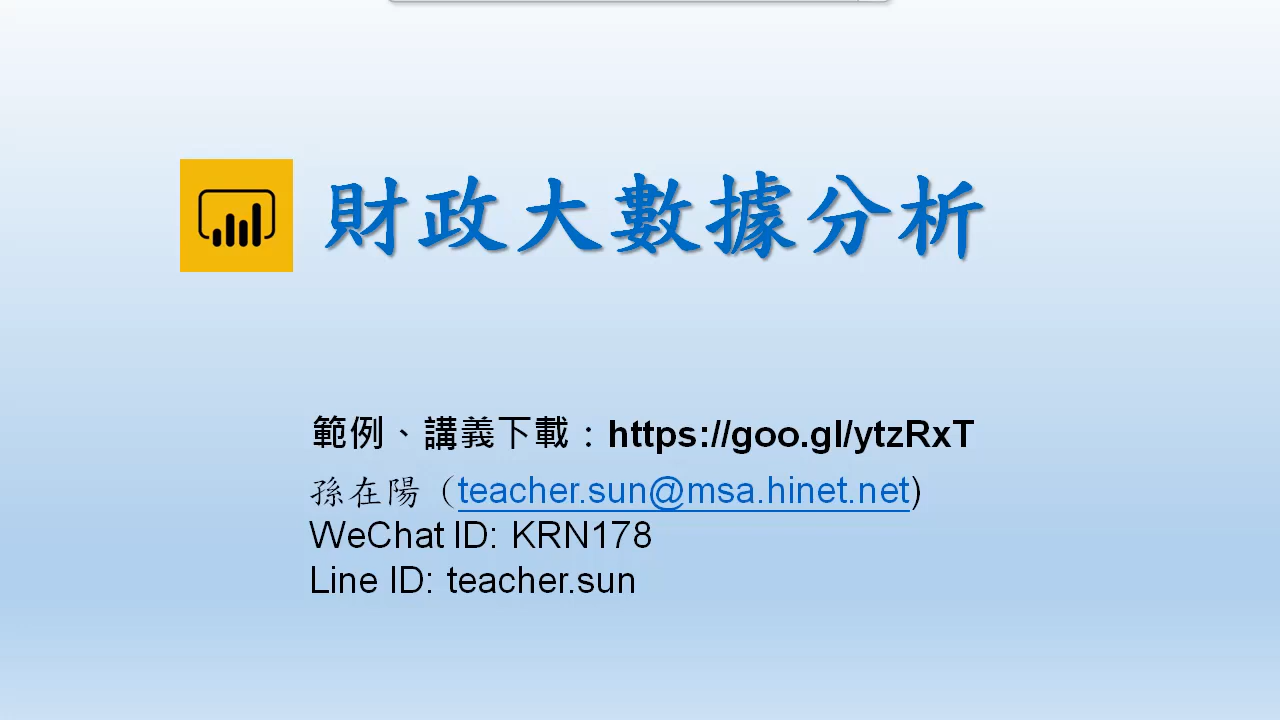 財政大數據分析
範例、講義下載：https://goo.gl/ytzRxT
孫在陽（teacher.sun@msa.hinet.net)
WeChat ID: KRN178
Line ID: teacher.sun